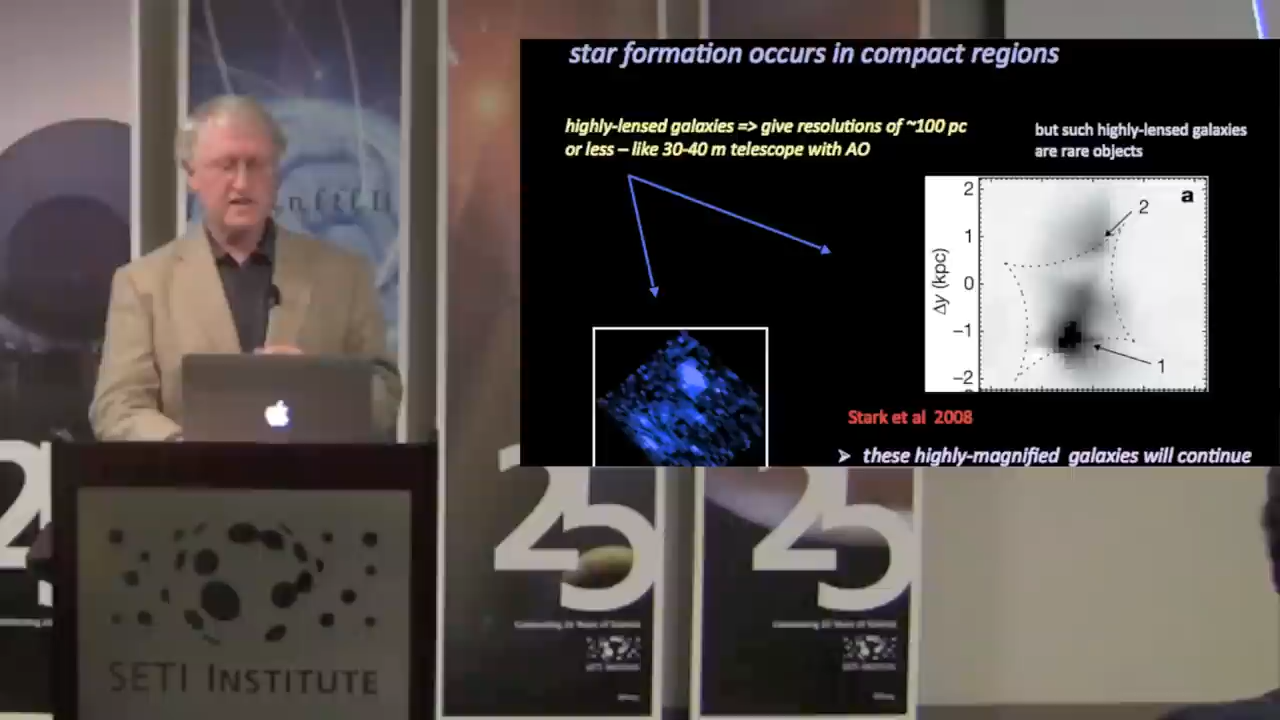 star formation occurs in compact regions
highly-lensed galaxies => give resolutions of ~100 pc
or less – like 30-40 m telescope with AO
but such highly-lensed galaxies
are rare objects
a
2
2
1
0
−1
−2
Δy (kpc)
1
Stark et al 2008
➢ these highly-magnified galaxies will continue
2
25
25
SETI INSTITUTE